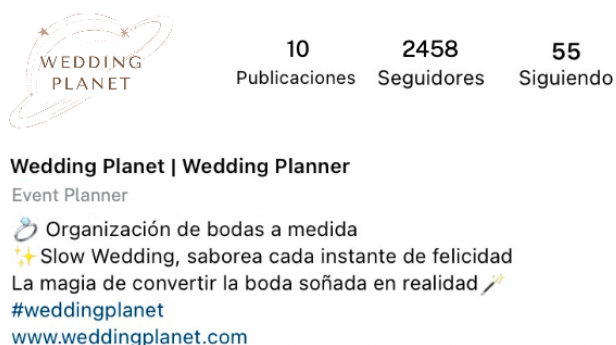 WEDDING
PLANET
10 2458 55
Publicaciones Seguidores Siguiendo
Wedding Planet | Wedding Planner
Event Planner
💍 Organización de bodas a medida
✨Slow Wedding, saborea cada instante de felicidad
La magia de convertir la boda soñada en realidad🪄
#weddingplanet
www.weddingplanet.com